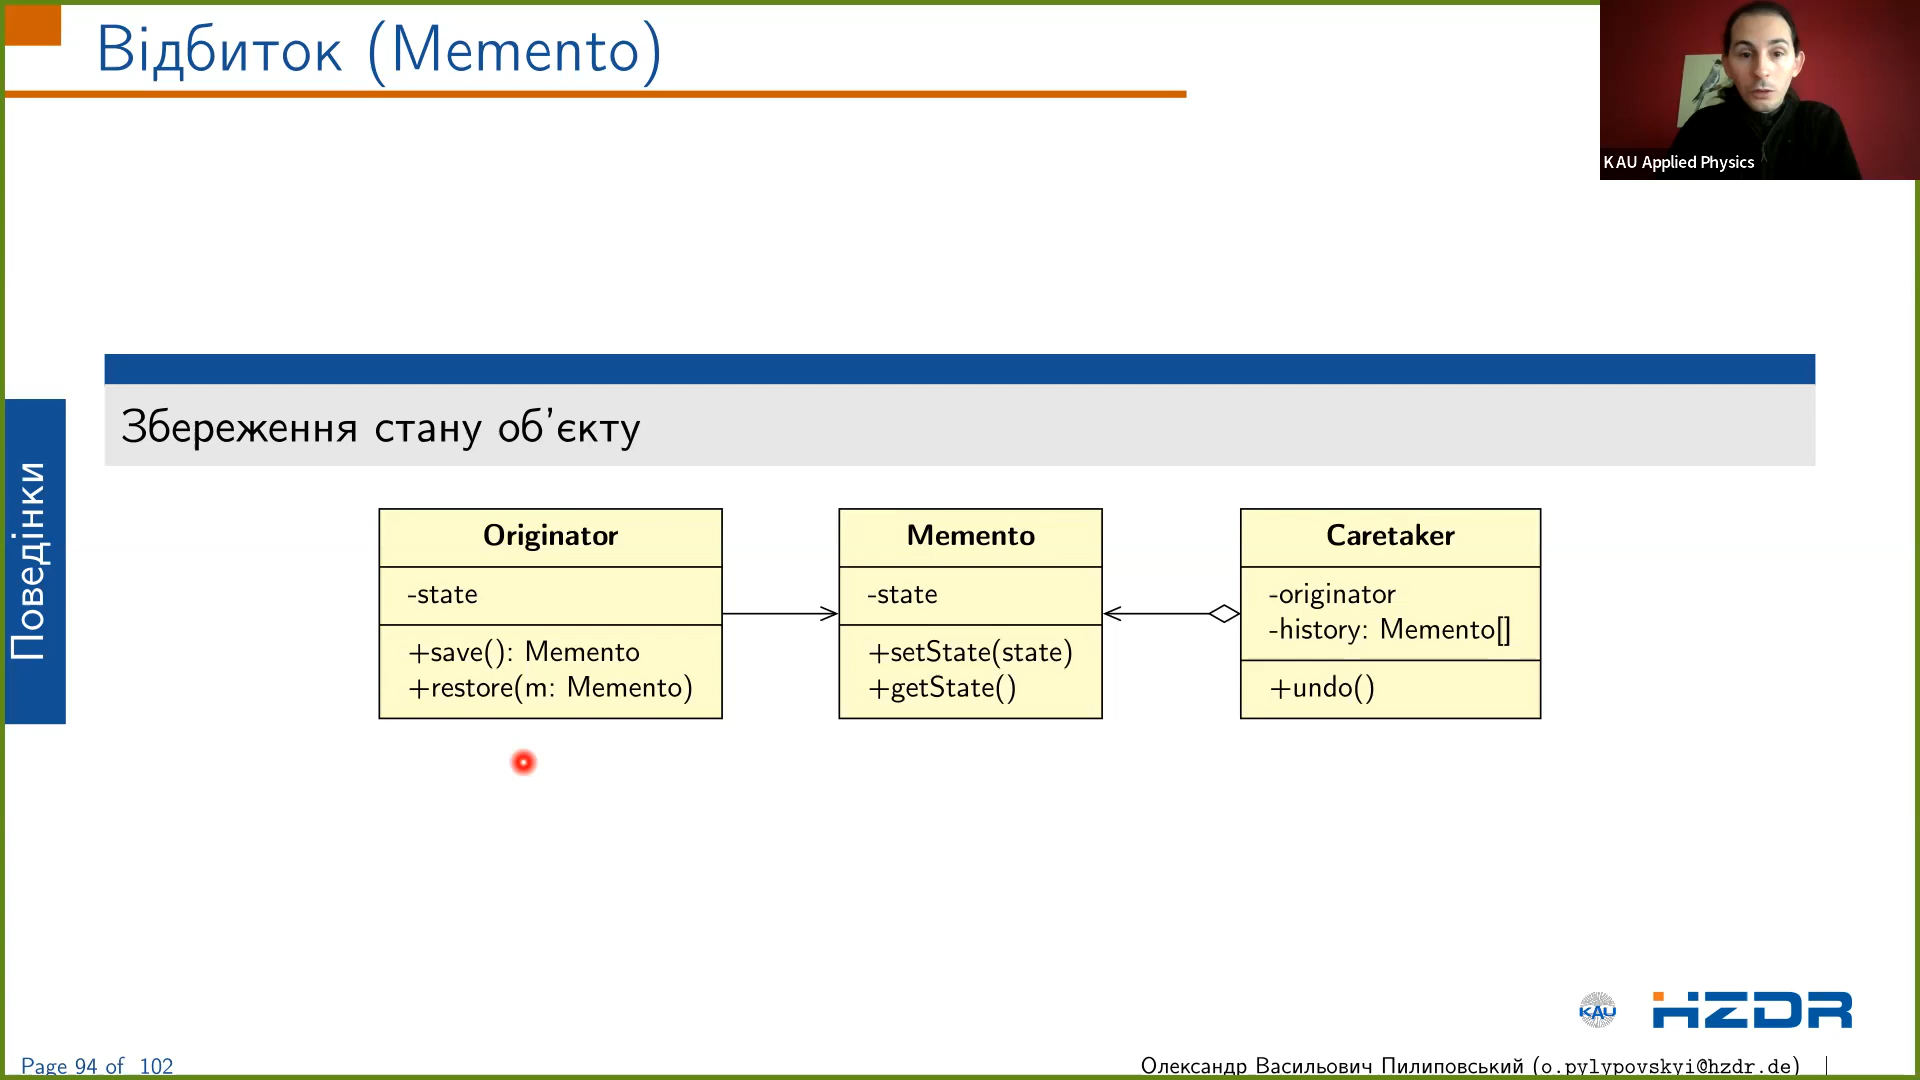 Відбиток (Memento)
KAU Applied Physics
Збереження стану об'єкту
Поведінки
Originator
-state
+save(): Memento
+restore(m: Memento)
Memento
-state
+setState(state)
+getState()
Caretaker
-originator
-history: Memento[]
+undo()
KAU
HZDR
Page 94 of 102
Олександр Васильович Пилиповський (o.pylypovskyi@hzdr.de)